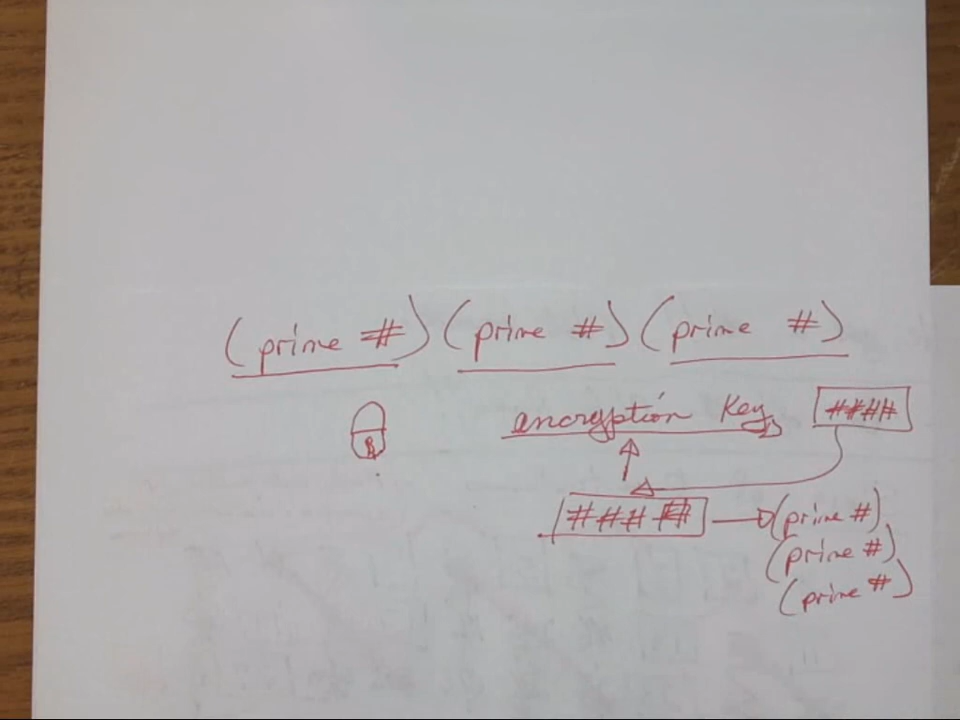 (prime #) (prime #) (prime #)
encryption Key ####
#### (prime #)
(prime #)
(prime #)